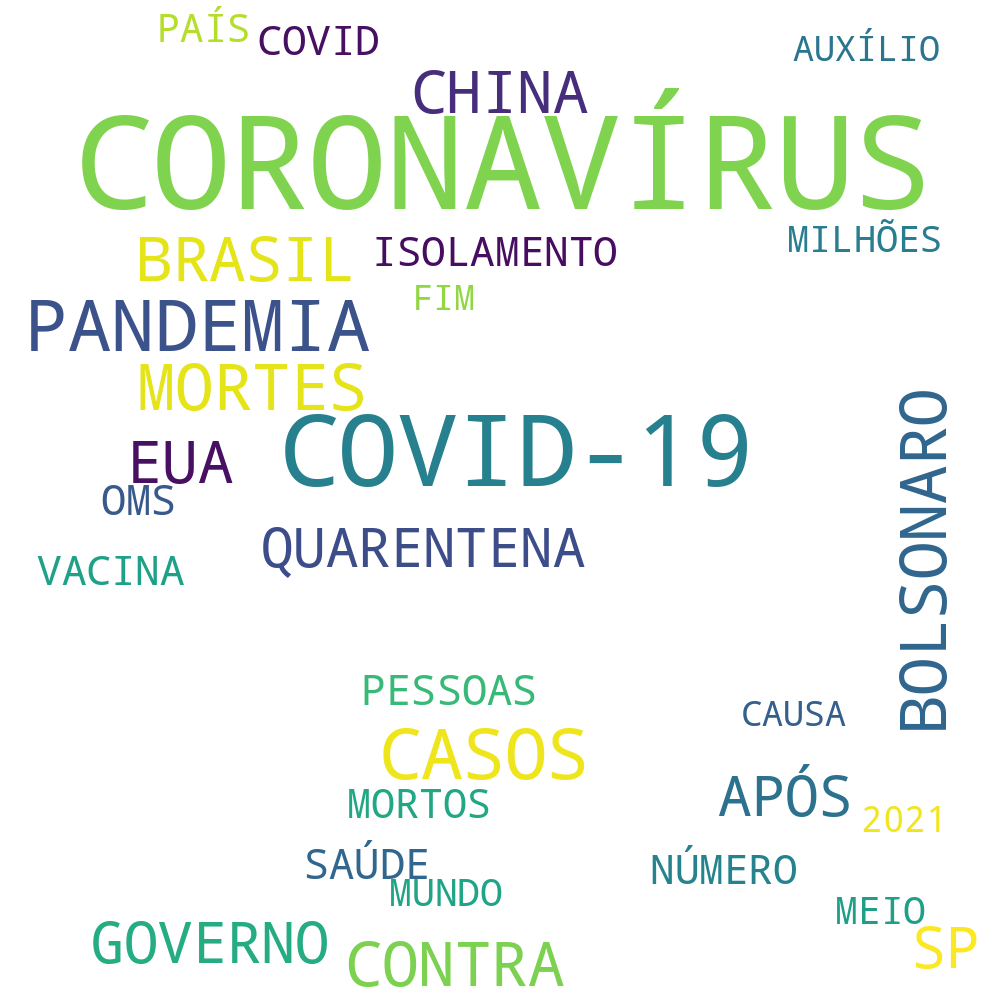 PAÍS
COVID
AUXÍLIO
CHINA
CORONAVÍRUS
BRASIL
ISOLAMENTO
MILHÕES
FIM
PANDEMIA
MORTES
COVID-19
EUA
OMS
BOLSONARO
QUARENTENA
VACINA
PESSOAS
CAUSA
CASOS
APÓS
MORTOS
2021
SAÚDE
NÚMERO
MUNDO
MEIO
GOVERNO
CONTRA
SP